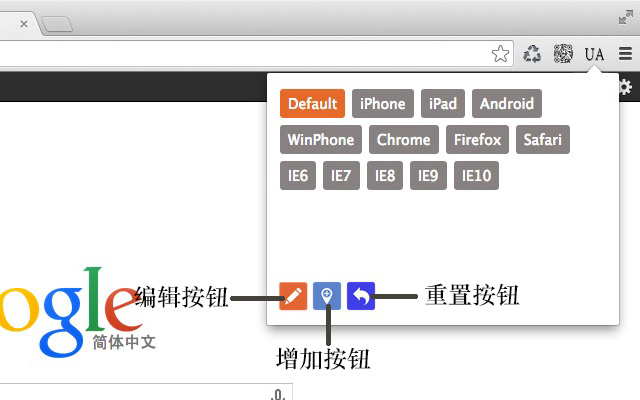 UA
Default iPhone iPad Android
WinPhone Chrome Firefox Safari
IE6 IE7 IE8 IE9 IE10
ogle
简体中文
编辑按钮
重置按钮
增加按钮